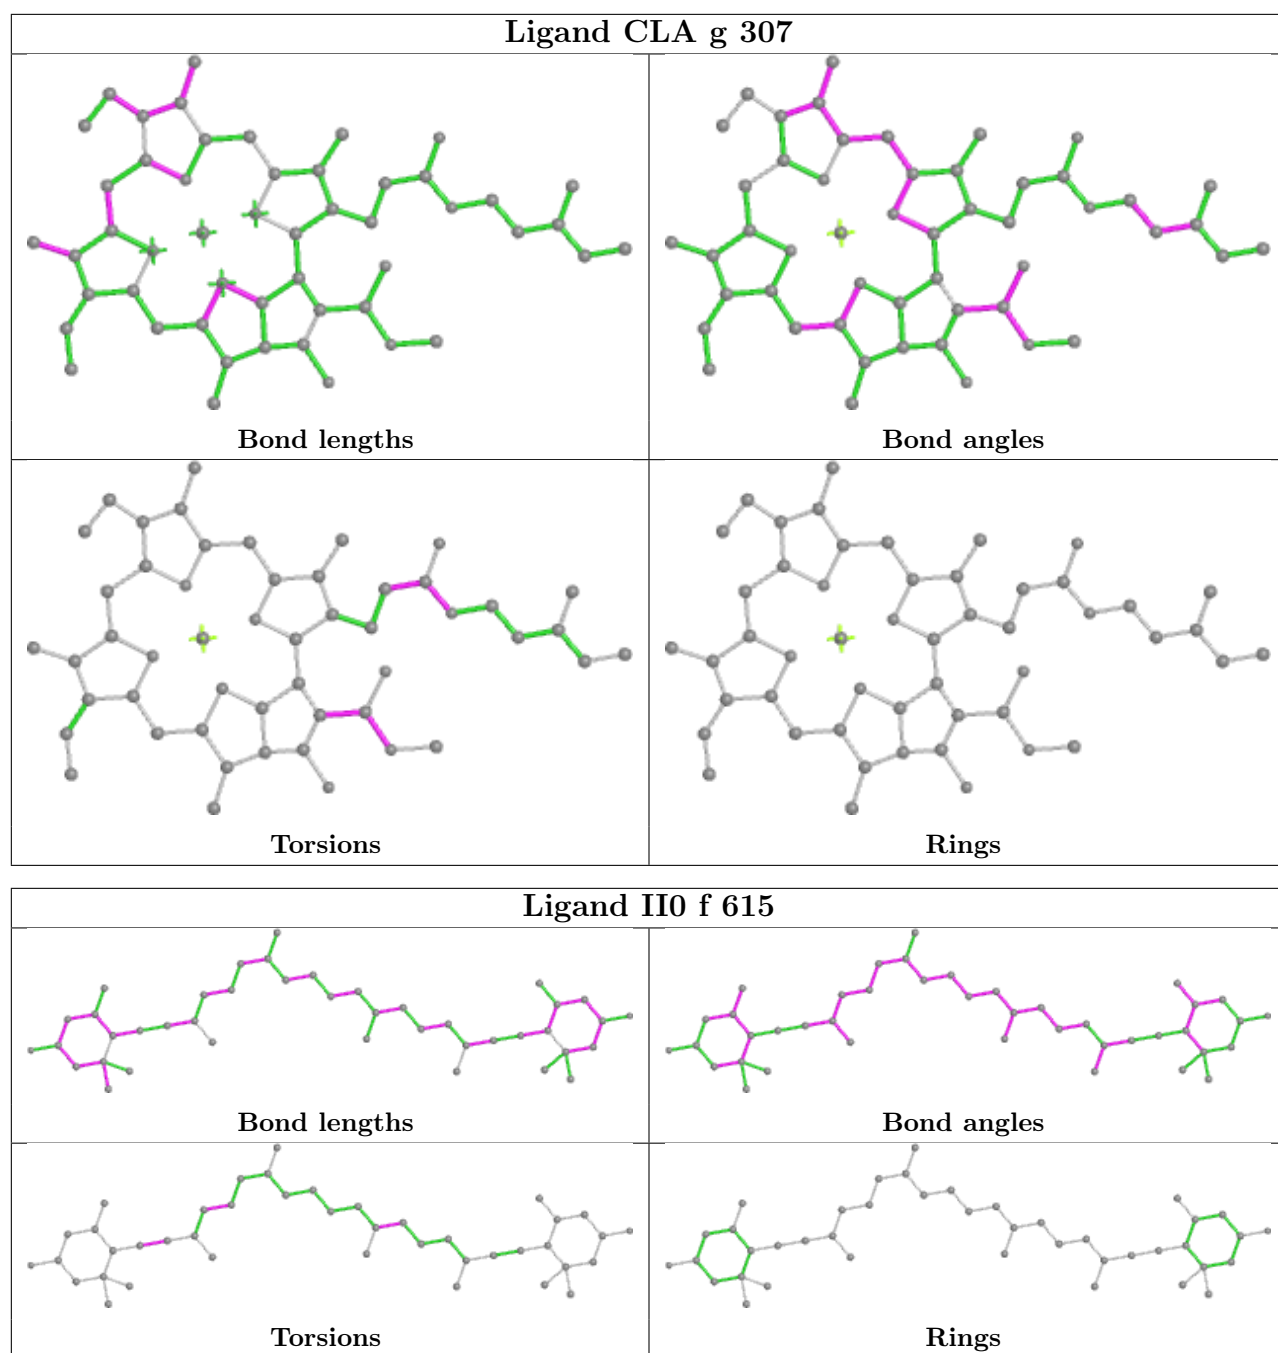 Ligand CLA g 307
Bond lengths
Bond angles
Torsions
Rings
Ligand II0 f 615
Bond lengths
Bond angles
Torsions
Rings